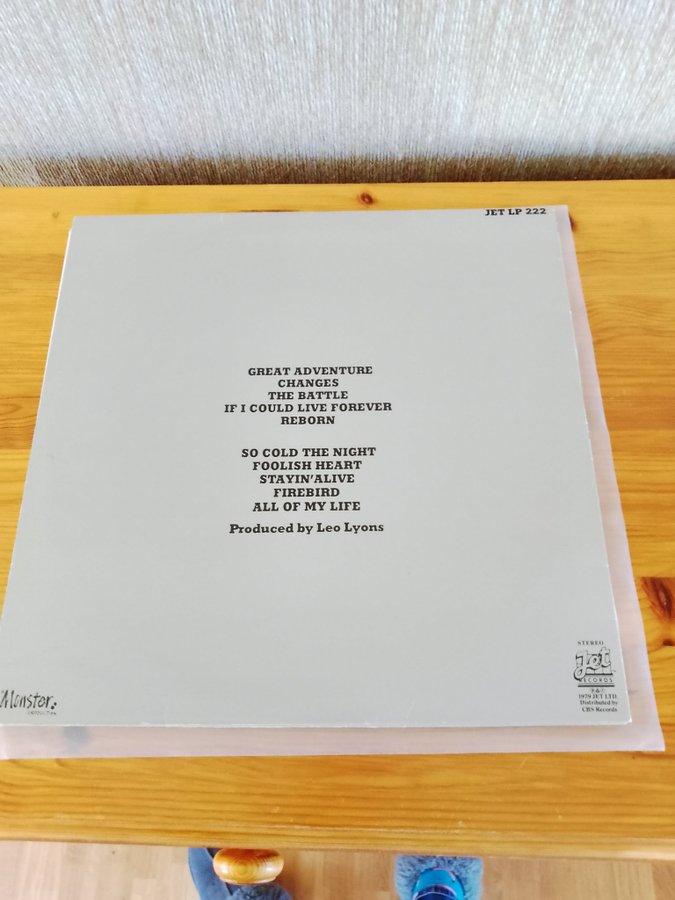 JET LP 222
GREAT ADVENTURE
CHANGES
THE BATTLE
IF I COULD LIVE FOREVER
REBORN
SO COLD THE NIGHT
FOOLISH HEART
STAYIN'ALIVE
FIREBIRD
ALL OF MY LIFE
Produced by Leo Lyons
STEREO
Jet
RECORDS
℗&©
1979 JET LTD.
Distributed by
CBS Records
Monster.